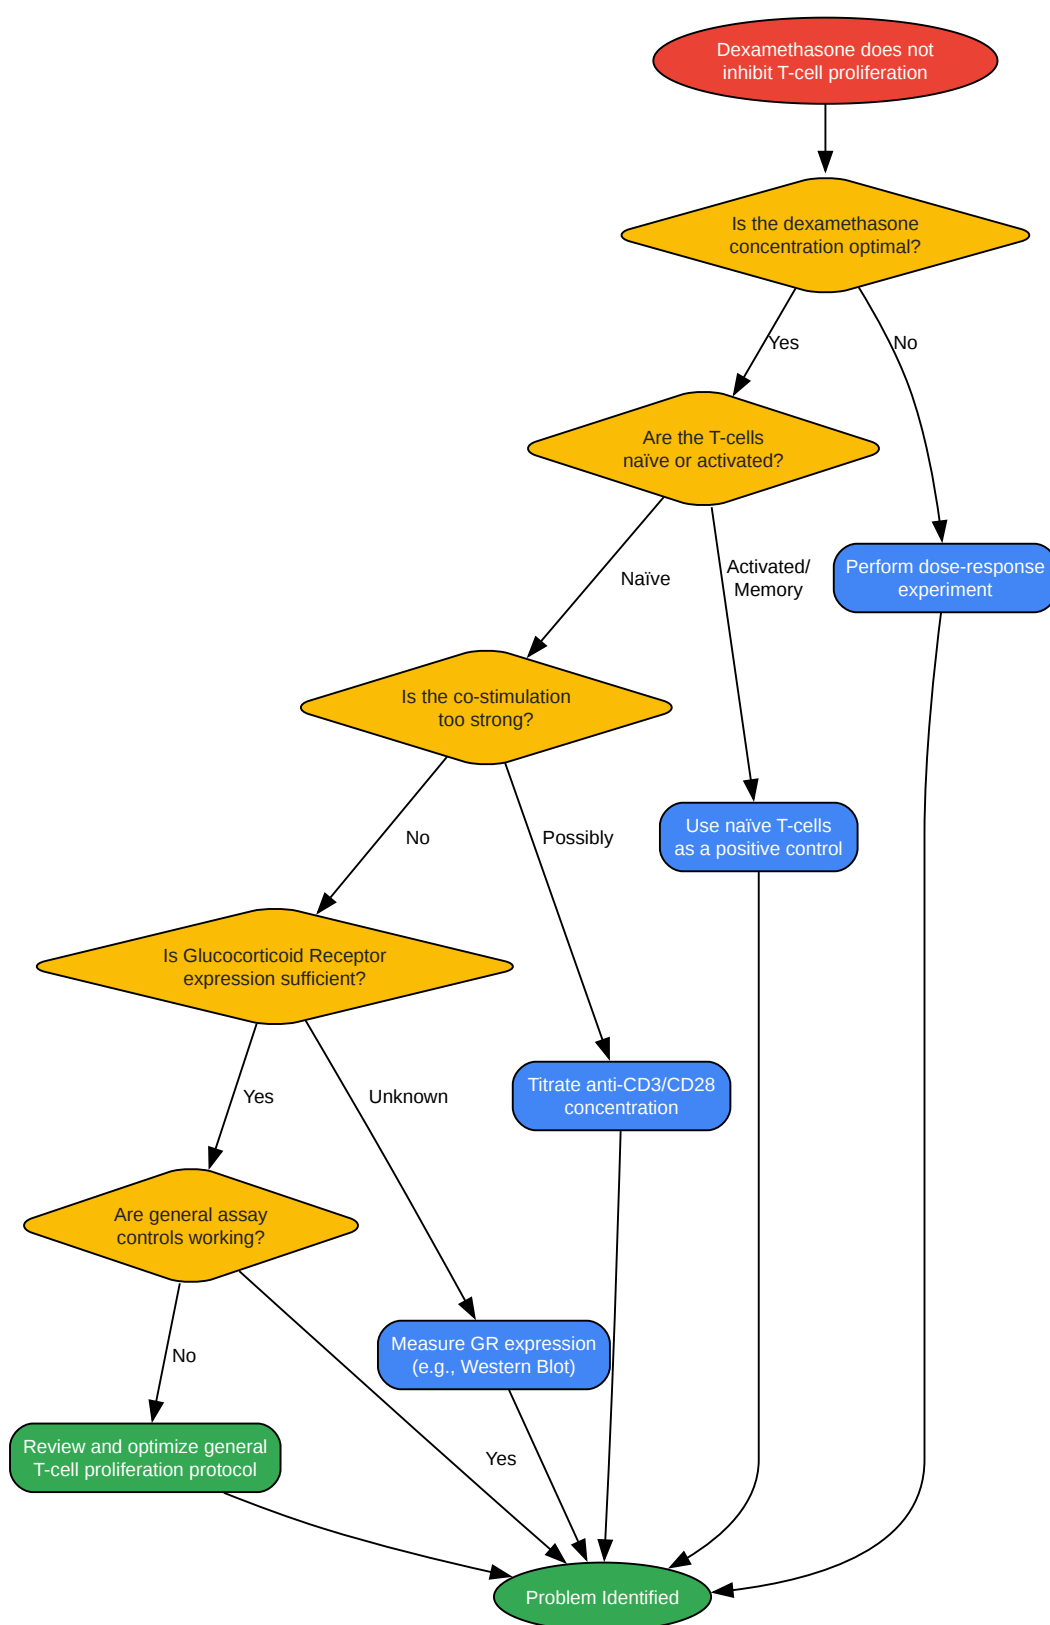 Dexamethasone does not
inhibit T-cell proliferation
Is the dexamethasone
concentration optimal?
Yes
No
Are the T-cells
naïve or activated?
Naïve
Activated/
Memory
Perform dose-response
experiment
Is the co-stimulation
too strong?
No
Possibly
Use naïve T-cells
as a positive control
Is Glucocorticoid Receptor
expression sufficient?
Yes
Unknown
Titrate anti-CD3/CD28
concentration
Are general assay
controls working?
No
Measure GR expression
(e.g., Western Blot)
Review and optimize general
T-cell proliferation protocol
Yes
Problem Identified